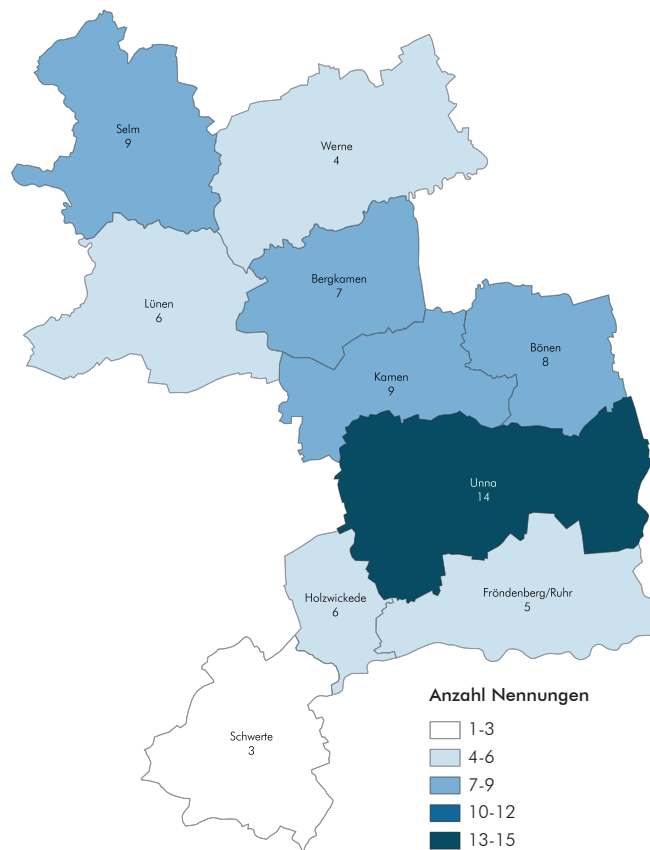 Selm
9
Werne
4
Bergkamen
7
Lünen
6
Bönen
8
Kamen
9
Unna
14
Holzwickede
6
Fröndenberg/Ruhr
5
Schwerte
3
Anzahl Nennungen
1-3
4-6
7-9
10-12
13-15